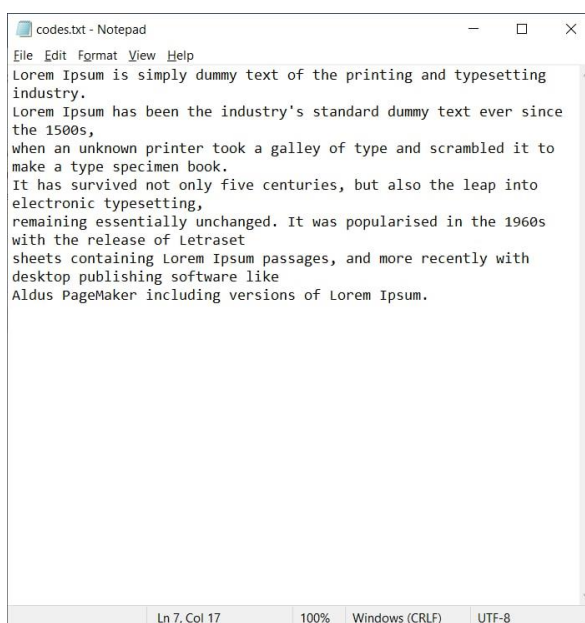 codes.txt - Notepad
File Edit Format View Help
Lorem Ipsum is simply dummy text of the printing and typesetting
industry.
Lorem Ipsum has been the industry's standard dummy text ever since
the 1500s,
when an unknown printer took a galley of type and scrambled it to
make a type specimen book.
It has survived not only five centuries, but also the leap into
electronic typesetting,
remaining essentially unchanged. It was popularised in the 1960s
with the release of Letraset
sheets containing Lorem Ipsum passages, and more recently with
desktop publishing software like
Aldus PageMaker including versions of Lorem Ipsum.
Ln 7, Col 17 100% Windows (CRLF) UTF-8